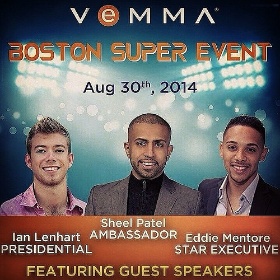 VeMMA®
BOSTON SUPER EVENT
Aug 30th, 2014
Ian Lenhart
PRESIDENTIAL
Sheel Patel
AMBASSADOR
Eddie Mentore
STAR EXECUTIVE
FEATURING GUEST SPEAKERS